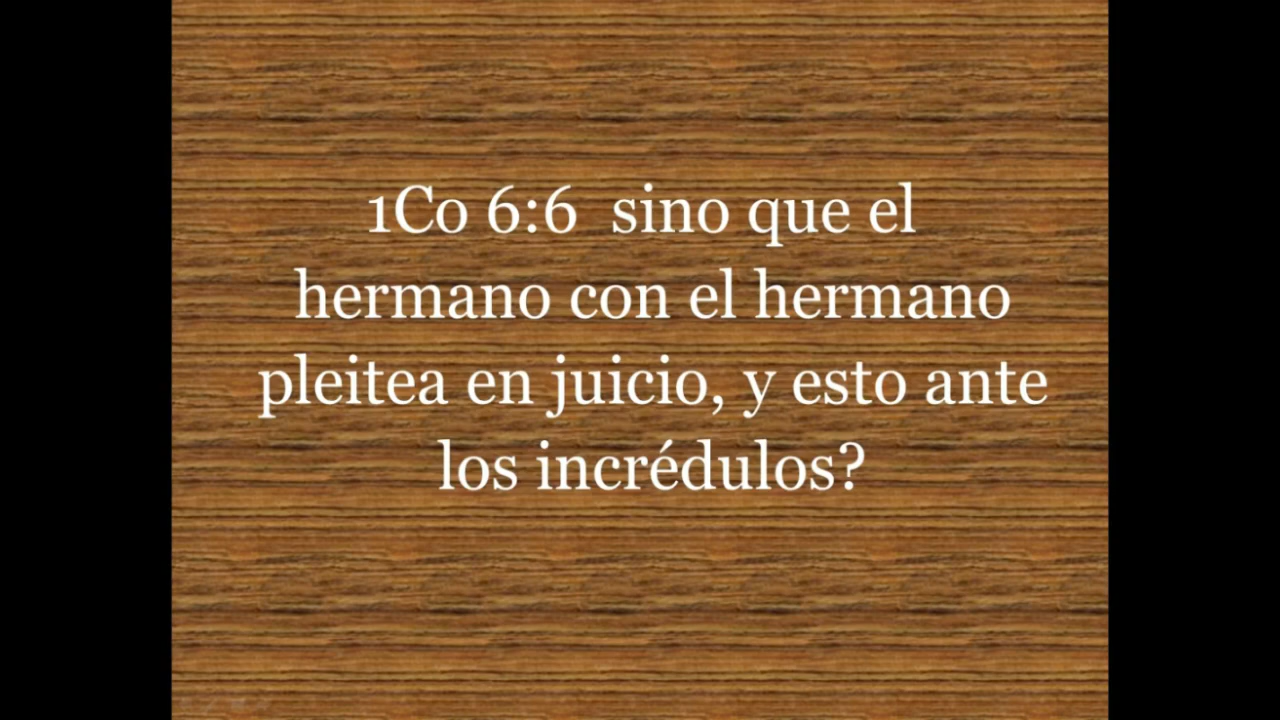 1Co 6:6  sino que el
hermano con el hermano
pleitea en juicio, y esto ante
los incrédulos?